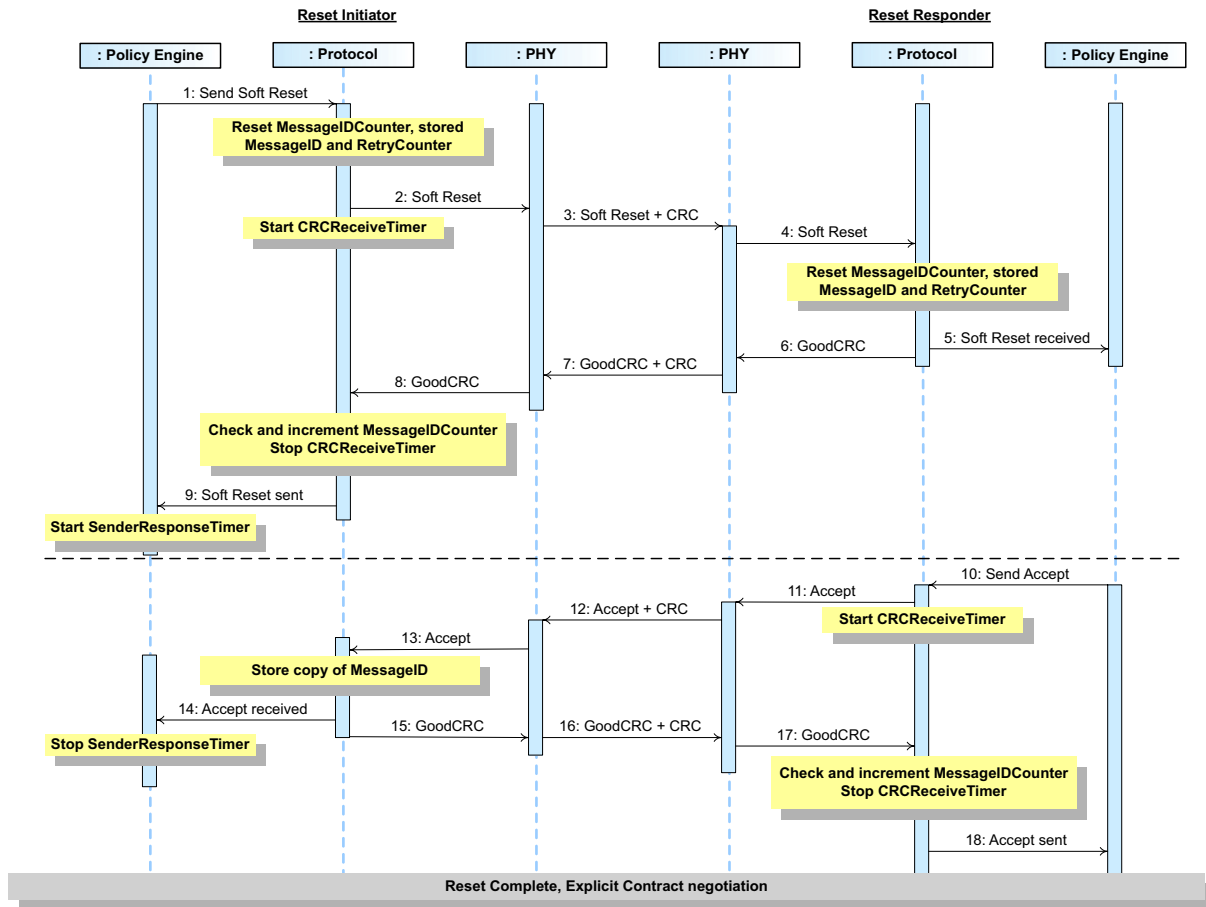 Reset Initiator
Reset Responder
: Policy Engine
: Protocol
: PHY
: PHY
: Protocol
: Policy Engine
1: Send Soft Reset
Reset MessageIDCounter, stored
MessageID and RetryCounter
2: Soft Reset
Start CRCReceiveTimer
3: Soft Reset + CRC
4: Soft Reset
Reset MessageIDCounter, stored
MessageID and RetryCounter
5: Soft Reset received
6: GoodCRC
7: GoodCRC + CRC
8: GoodCRC
Check and increment MessageIDCounter
Stop CRCReceiveTimer
9: Soft Reset sent
Start SenderResponseTimer
10: Send Accept
11: Accept
Start CRCReceiveTimer
12: Accept + CRC
13: Accept
Store copy of MessageID
14: Accept received
Stop SenderResponseTimer
15: GoodCRC
16: GoodCRC + CRC
17: GoodCRC
Check and increment MessageIDCounter
Stop CRCReceiveTimer
18: Accept sent
Reset Complete, Explicit Contract negotiation